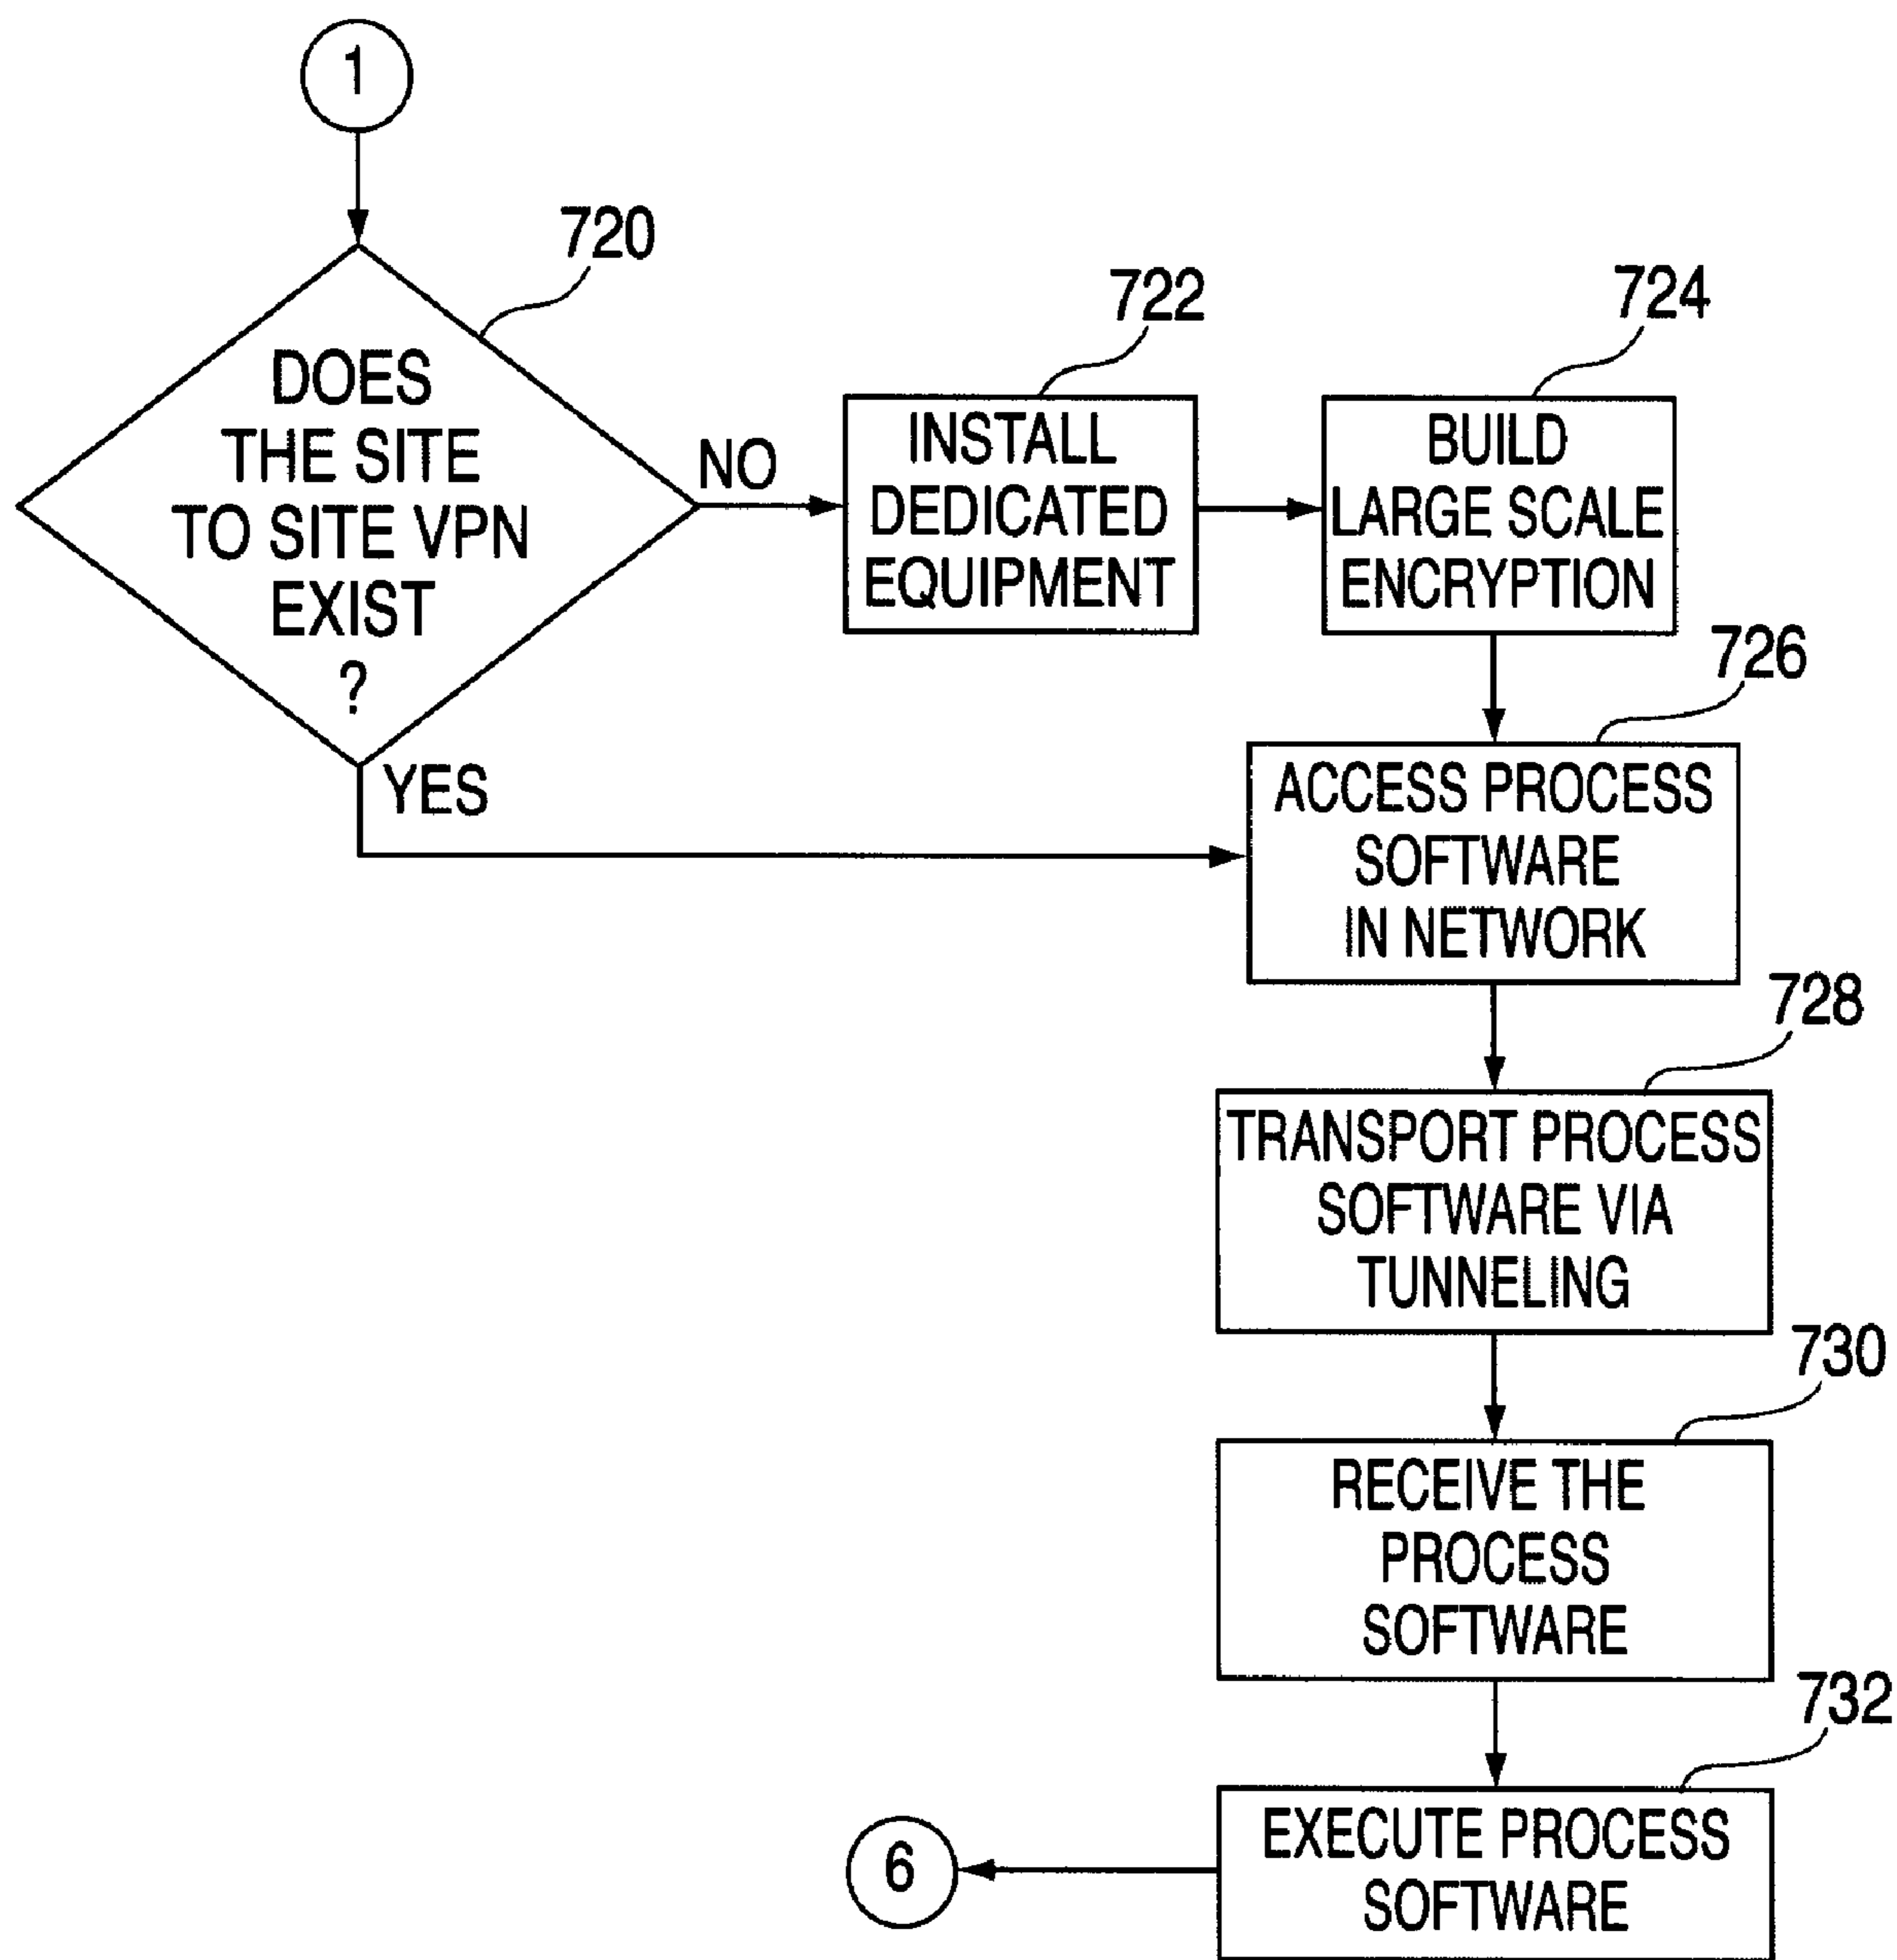 1
720
DOES
THE SITE
TO SITE VPN
EXIST
?
NO
YES
722
INSTALL
DEDICATED
EQUIPMENT
724
BUILD
LARGE SCALE
ENCRYPTION
726
ACCESS PROCESS
SOFTWARE
IN NETWORK
728
TRANSPORT PROCESS
SOFTWARE VIA
TUNNELING
730
RECEIVE THE
PROCESS
SOFTWARE
732
EXECUTE PROCESS
SOFTWARE
6